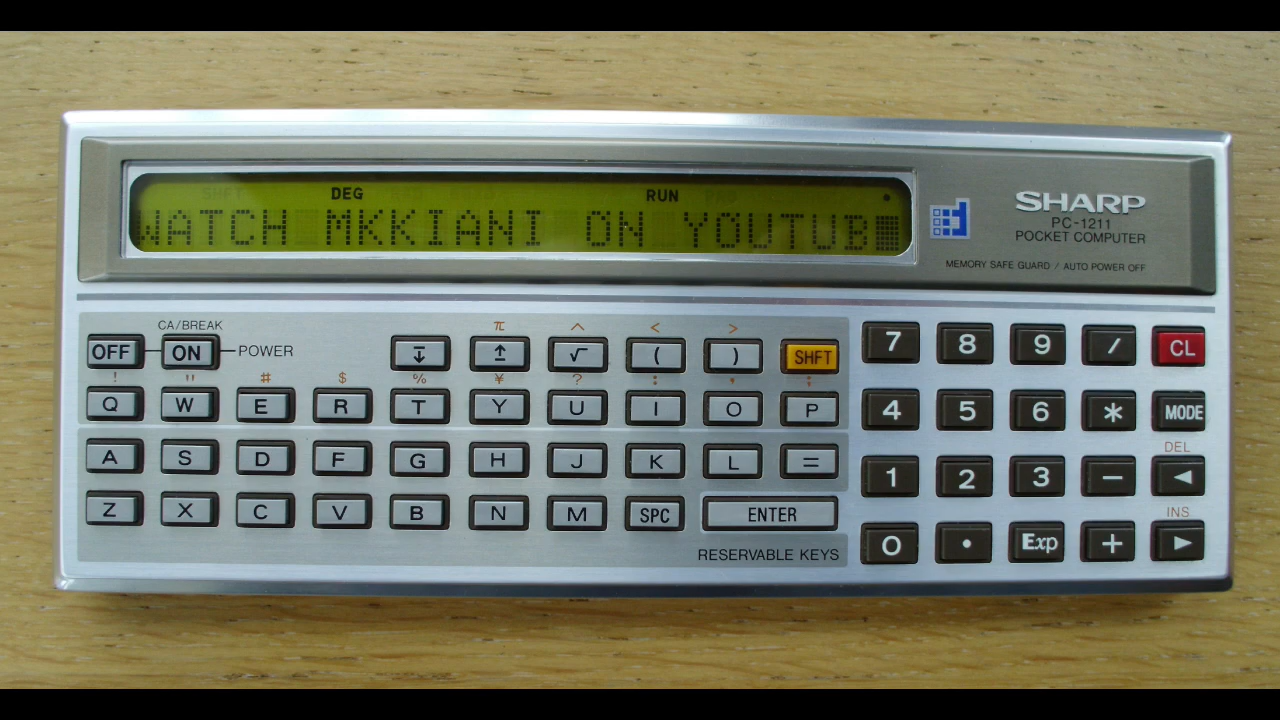 DEG RUN
WATCH MKKIANI ON YOUTUB
SHARP
PC-1211
POCKET COMPUTER
MEMORY SAFE GUARD / AUTO POWER OFF
CA/BREAK
OFF ON POWER
π ^ < >
↧ ↥ √ ( ) SHFT
! " # $ % ¥ ? : , ;
Q W E R T Y U I O P
A S D F G H J K L =
Z X C V B N M SPC ENTER
RESERVABLE KEYS
7 8 9 / CL
4 5 6 * MODE
DEL
1 2 3 − ◀
INS
0 • Exp + ▶